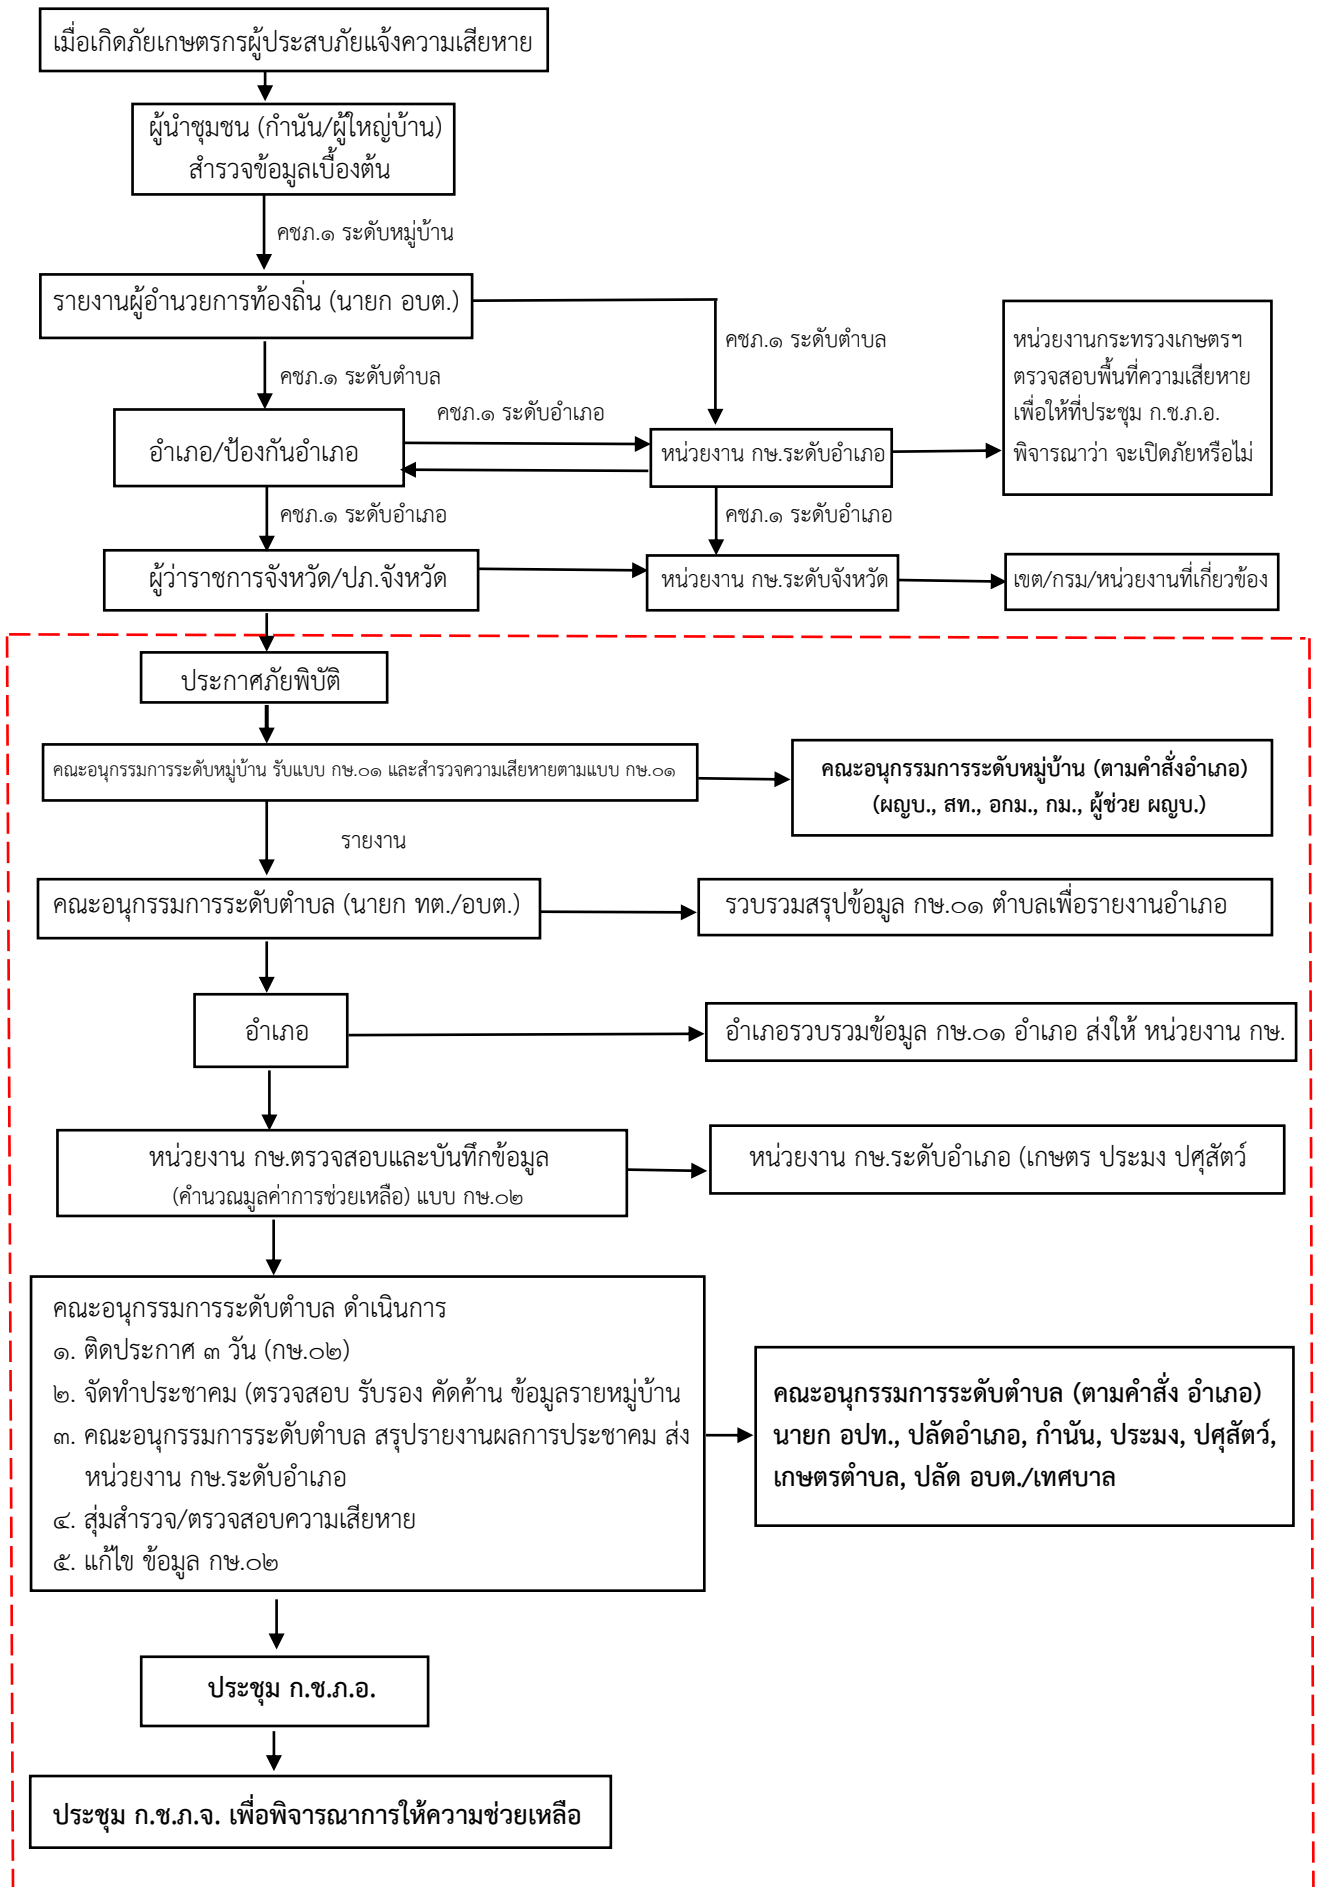 เมื่อเกิดภัยเกษตรกรผู้ประสบภัยแจ้งความเสียหาย
ผู้นำชุมชน (กำนัน/ผู้ใหญ่บ้าน)
สำรวจข้อมูลเบื้องต้น
คชภ.๑ ระดับหมู่บ้าน
รายงานผู้อำนวยการท้องถิ่น (นายก อบต.)
คชภ.๑ ระดับตำบล
คชภ.๑ ระดับตำบล
หน่วยงานกระทรวงเกษตรฯ
ตรวจสอบพื้นที่ความเสียหาย
เพื่อให้ที่ประชุม ก.ช.ภ.อ.
พิจารณาว่า จะเปิดภัยหรือไม่
คชภ.๑ ระดับอำเภอ
อำเภอ/ป้องกันอำเภอ
หน่วยงาน กษ.ระดับอำเภอ
คชภ.๑ ระดับอำเภอ
คชภ.๑ ระดับอำเภอ
ผู้ว่าราชการจังหวัด/ปภ.จังหวัด
หน่วยงาน กษ.ระดับจังหวัด
เขต/กรม/หน่วยงานที่เกี่ยวข้อง
ประกาศภัยพิบัติ
คณะอนุกรรมการระดับหมู่บ้าน รับแบบ กษ.๐๑ และสำรวจความเสียหายตามแบบ กษ.๐๑
คณะอนุกรรมการระดับหมู่บ้าน (ตามคำสั่งอำเภอ)
(ผญบ., สท., อกม., กม., ผู้ช่วย ผญบ.)
รายงาน
คณะอนุกรรมการระดับตำบล (นายก ทต./อบต.)
รวบรวมสรุปข้อมูล กษ.๐๑ ตำบลเพื่อรายงานอำเภอ
อำเภอ
อำเภอรวบรวมข้อมูล กษ.๐๑ อำเภอ ส่งให้ หน่วยงาน กษ.
หน่วยงาน กษ.ตรวจสอบและบันทึกข้อมูล
(คำนวณมูลค่าการช่วยเหลือ) แบบ กษ.๐๒
หน่วยงาน กษ.ระดับอำเภอ (เกษตร ประมง ปศุสัตว์
คณะอนุกรรมการระดับตำบล ดำเนินการ
๑. ติดประกาศ ๓ วัน (กษ.๐๒)
๒. จัดทำประชาคม (ตรวจสอบ รับรอง คัดค้าน ข้อมูลรายหมู่บ้าน
๓. คณะอนุกรรมการระดับตำบล สรุปรายงานผลการประชาคม ส่ง
หน่วยงาน กษ.ระดับอำเภอ
๔. สุ่มสำรวจ/ตรวจสอบความเสียหาย
๕. แก้ไข ข้อมูล กษ.๐๒
คณะอนุกรรมการระดับตำบล (ตามคำสั่ง อำเภอ)
นายก อปท., ปลัดอำเภอ, กำนัน, ประมง, ปศุสัตว์,
เกษตรตำบล, ปลัด อบต./เทศบาล
ประชุม ก.ช.ภ.อ.
ประชุม ก.ช.ภ.จ. เพื่อพิจารณาการให้ความช่วยเหลือ